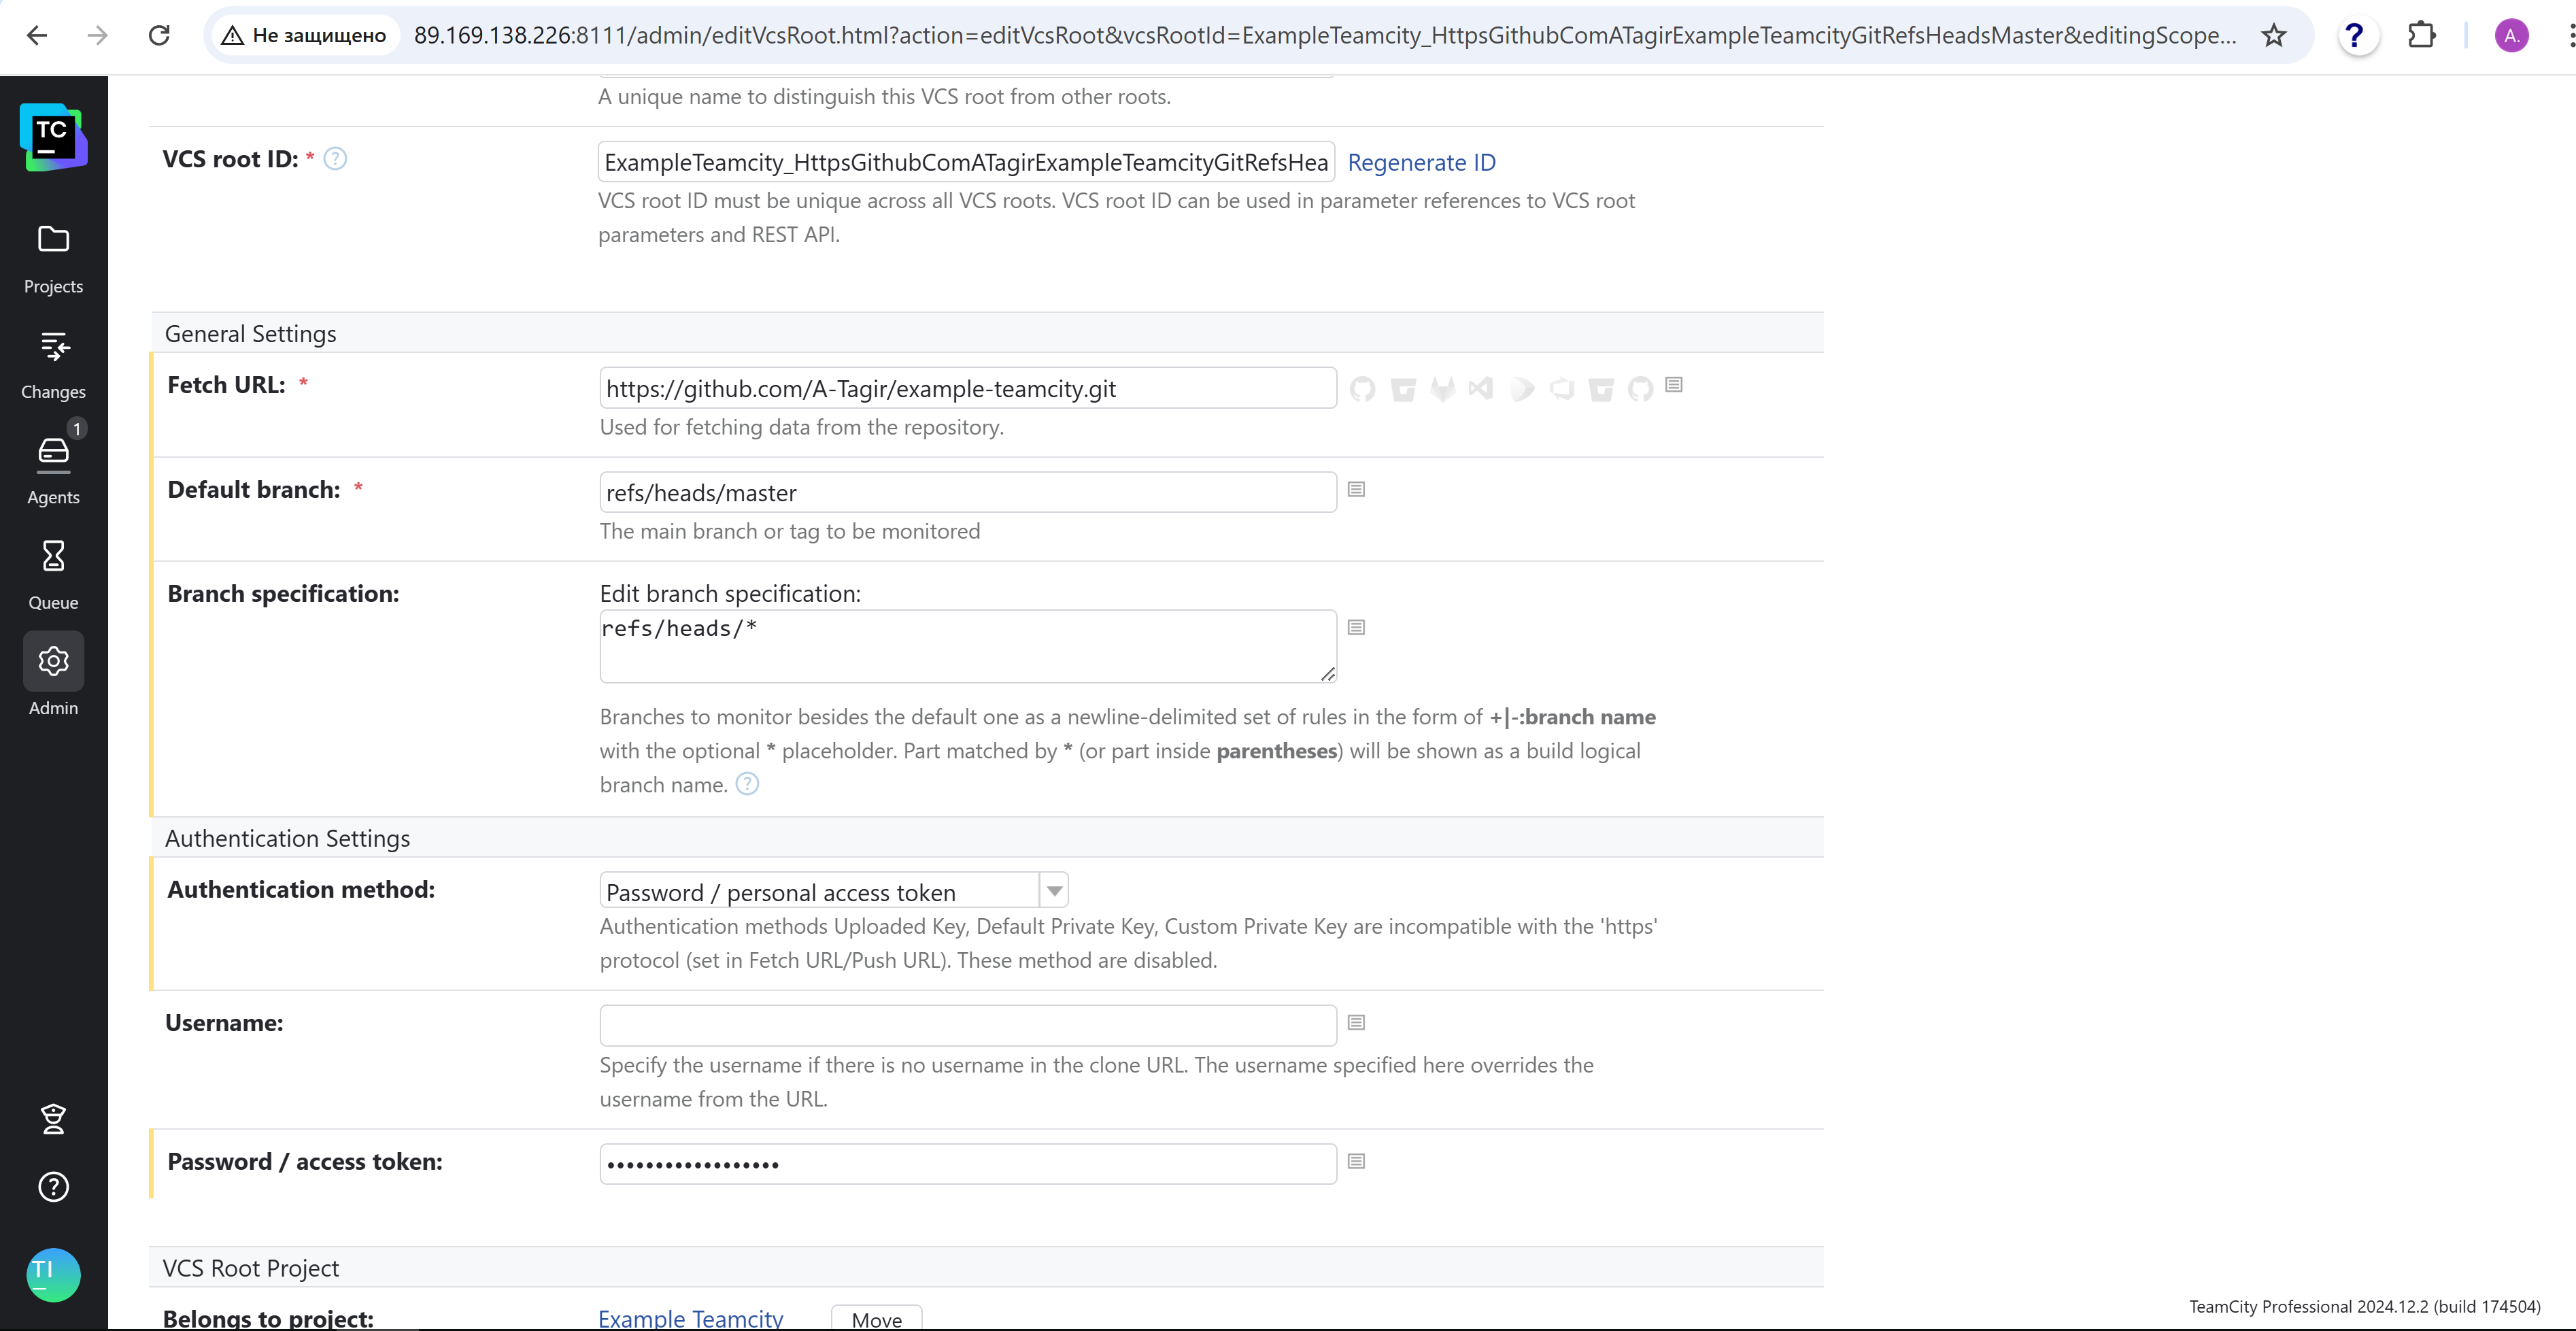 Не защищено
89.169.138.226:8111/admin/editVcsRoot.html?action=editVcsRoot&vcsRootId=ExampleTeamcity_HttpsGithubComATagirExampleTeamcityGitRefsHeadsMaster&editingScope...
?
A.
TC
A unique name to distinguish this VCS root from other roots.
VCS root ID: * ?
ExampleTeamcity_HttpsGithubComATagirExampleTeamcityGitRefsHea
Regenerate ID
VCS root ID must be unique across all VCS roots. VCS root ID can be used in parameter references to VCS root
parameters and REST API.
Projects
Changes
1
Agents
Queue
Admin
?
TI
General Settings
Fetch URL: *
https://github.com/A-Tagir/example-teamcity.git
Used for fetching data from the repository.
Default branch: *
refs/heads/master
The main branch or tag to be monitored
Branch specification:
Edit branch specification:
refs/heads/*
Branches to monitor besides the default one as a newline-delimited set of rules in the form of +|-:branch name
with the optional * placeholder. Part matched by * (or part inside parentheses) will be shown as a build logical
branch name. ?
Authentication Settings
Authentication method:
Password / personal access token
Authentication methods Uploaded Key, Default Private Key, Custom Private Key are incompatible with the 'https'
protocol (set in Fetch URL/Push URL). These method are disabled.
Username:
Specify the username if there is no username in the clone URL. The username specified here overrides the
username from the URL.
Password / access token:
••••••••••••••••••
VCS Root Project
Belongs to project:
Example Teamcity
Move
TeamCity Professional 2024.12.2 (build 174504)